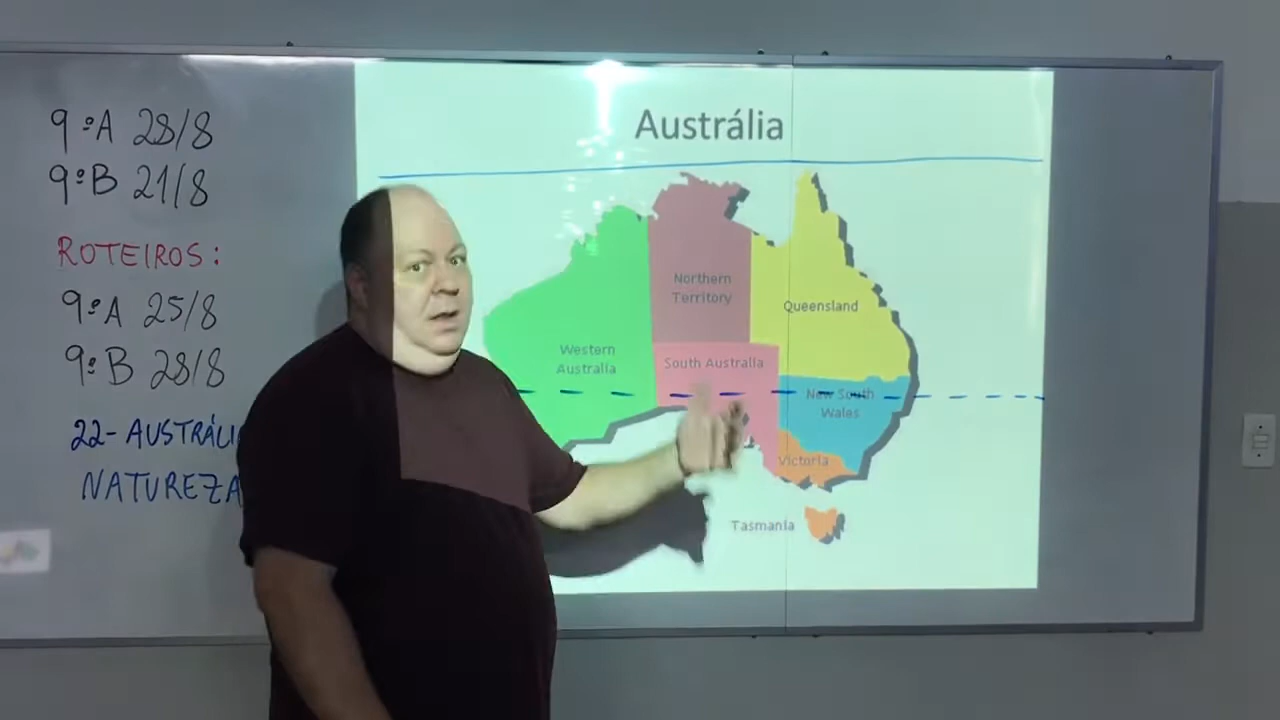 9ºA 28/8
9ºB 21/8
ROTEIROS:
9ºA 25/8
9ºB 28/8
22- AUSTRÁLI
NATUREZA
Austrália
Northern
Territory
Queensland
Western
Australia
South Australia
New South
Wales
Victoria
Tasmania